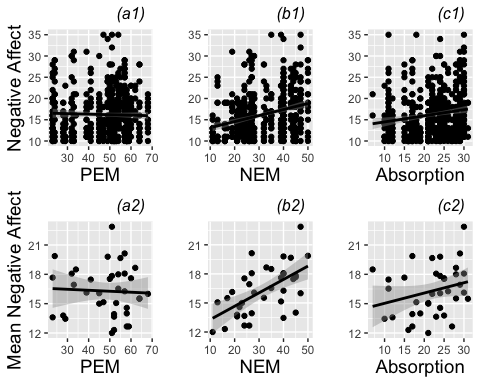 (a1) (b1) (c1)
Negative Affect
35 30 25 20 15 10
35 30 25 20 15 10
35 30 25 20 15 10
30 40 50 60 70
10 20 30 40 50
10 15 20 25 30
PEM NEM Absorption
(a2) (b2) (c2)
Mean Negative Affect
21 18 15 12
21 18 15 12
21 18 15 12
30 40 50 60 70
10 20 30 40 50
10 15 20 25 30
PEM NEM Absorption